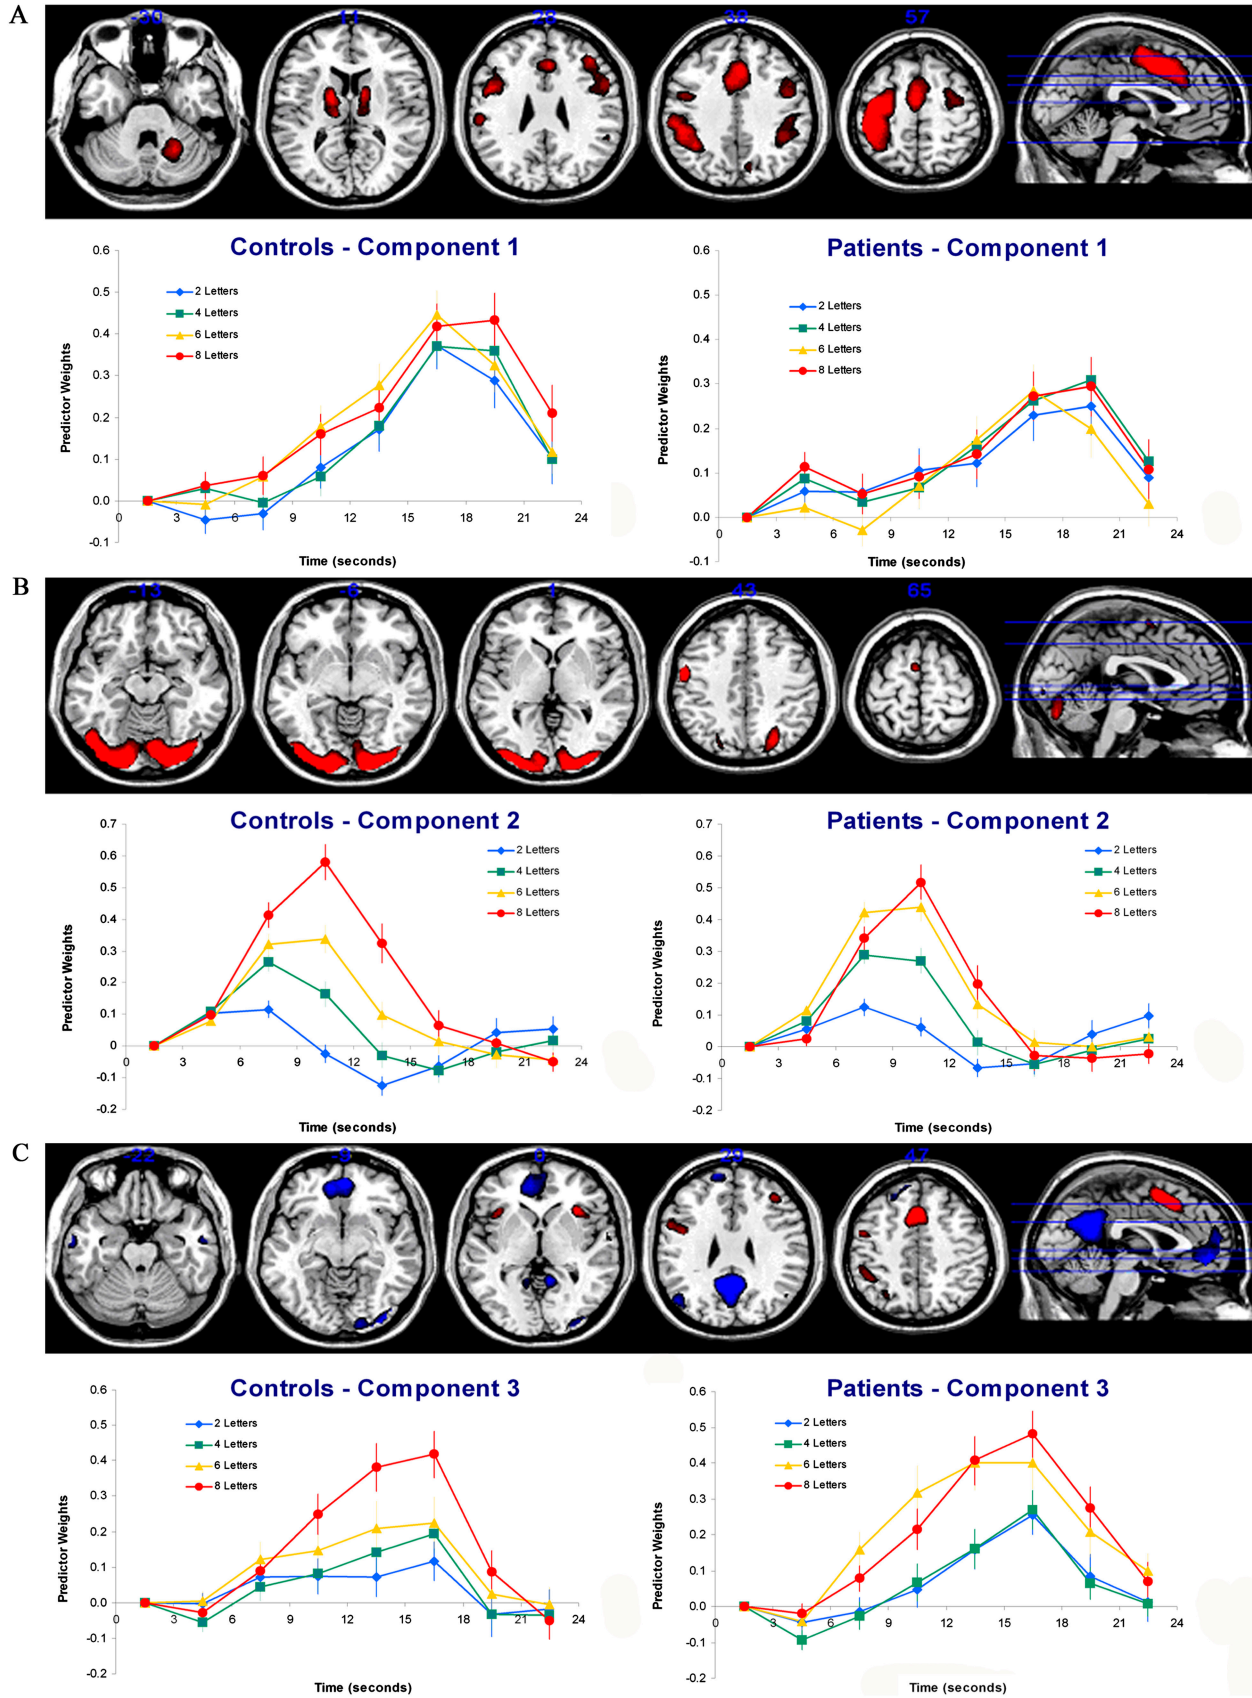 A
-30 11 28 38 57
Controls - Component 1
Patients - Component 1
0.6
0.5
0.4
0.3
0.2
0.1
0.0
-0.1
Predictor Weights
2 Letters
4 Letters
6 Letters
8 Letters
0 3 6 9 12 15 18 21 24
Time (seconds)
0.6
0.5
0.4
0.3
0.2
0.1
0.0
-0.1
Predictor Weights
2 Letters
4 Letters
6 Letters
8 Letters
0 3 6 9 12 15 18 21 24
Time (seconds)
B
-13 -6 1 43 65
Controls - Component 2
Patients - Component 2
0.7
0.6
0.5
0.4
0.3
0.2
0.1
0
-0.1
-0.2
Predictor Weights
2 Letters
4 Letters
6 Letters
8 Letters
0 3 6 9 12 15 18 21 24
Time (seconds)
0.7
0.6
0.5
0.4
0.3
0.2
0.1
0
-0.1
-0.2
Predictor Weights
2 Letters
4 Letters
6 Letters
8 Letters
0 3 6 9 12 15 18 21 24
Time (seconds)
C
-22 -9 0 29 47
Controls - Component 3
Patients - Component 3
0.6
0.5
0.4
0.3
0.2
0.1
0.0
-0.1
-0.2
Predictor Weights
2 Letters
4 Letters
6 Letters
8 Letters
0 3 6 9 12 15 18 21 24
Time (seconds)
0.6
0.5
0.4
0.3
0.2
0.1
0.0
-0.1
-0.2
Predictor Weights
2 Letters
4 Letters
6 Letters
8 Letters
0 3 6 9 12 15 18 21 24
Time (seconds)